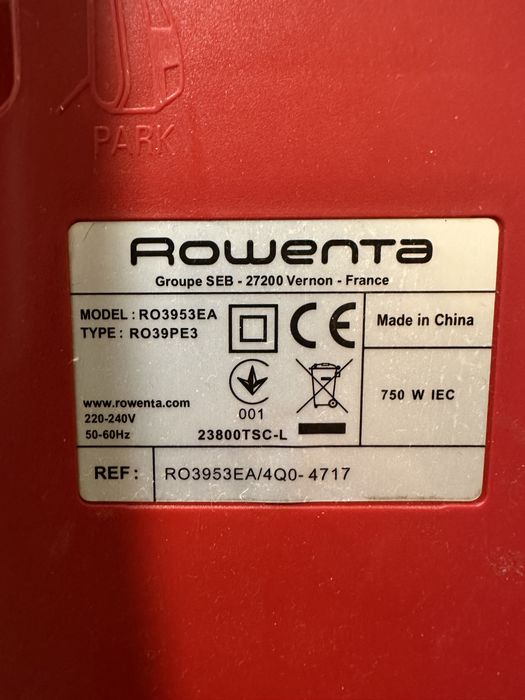 PARK
Rowenta
Groupe SEB - 27200 Vernon - France
MODEL : RO3953EA
TYPE : RO39PE3
CE
Made in China
001
750 W IEC
www.rowenta.com
220-240V
50-60Hz
23800TSC-L
REF : RO3953EA/4Q0- 4717